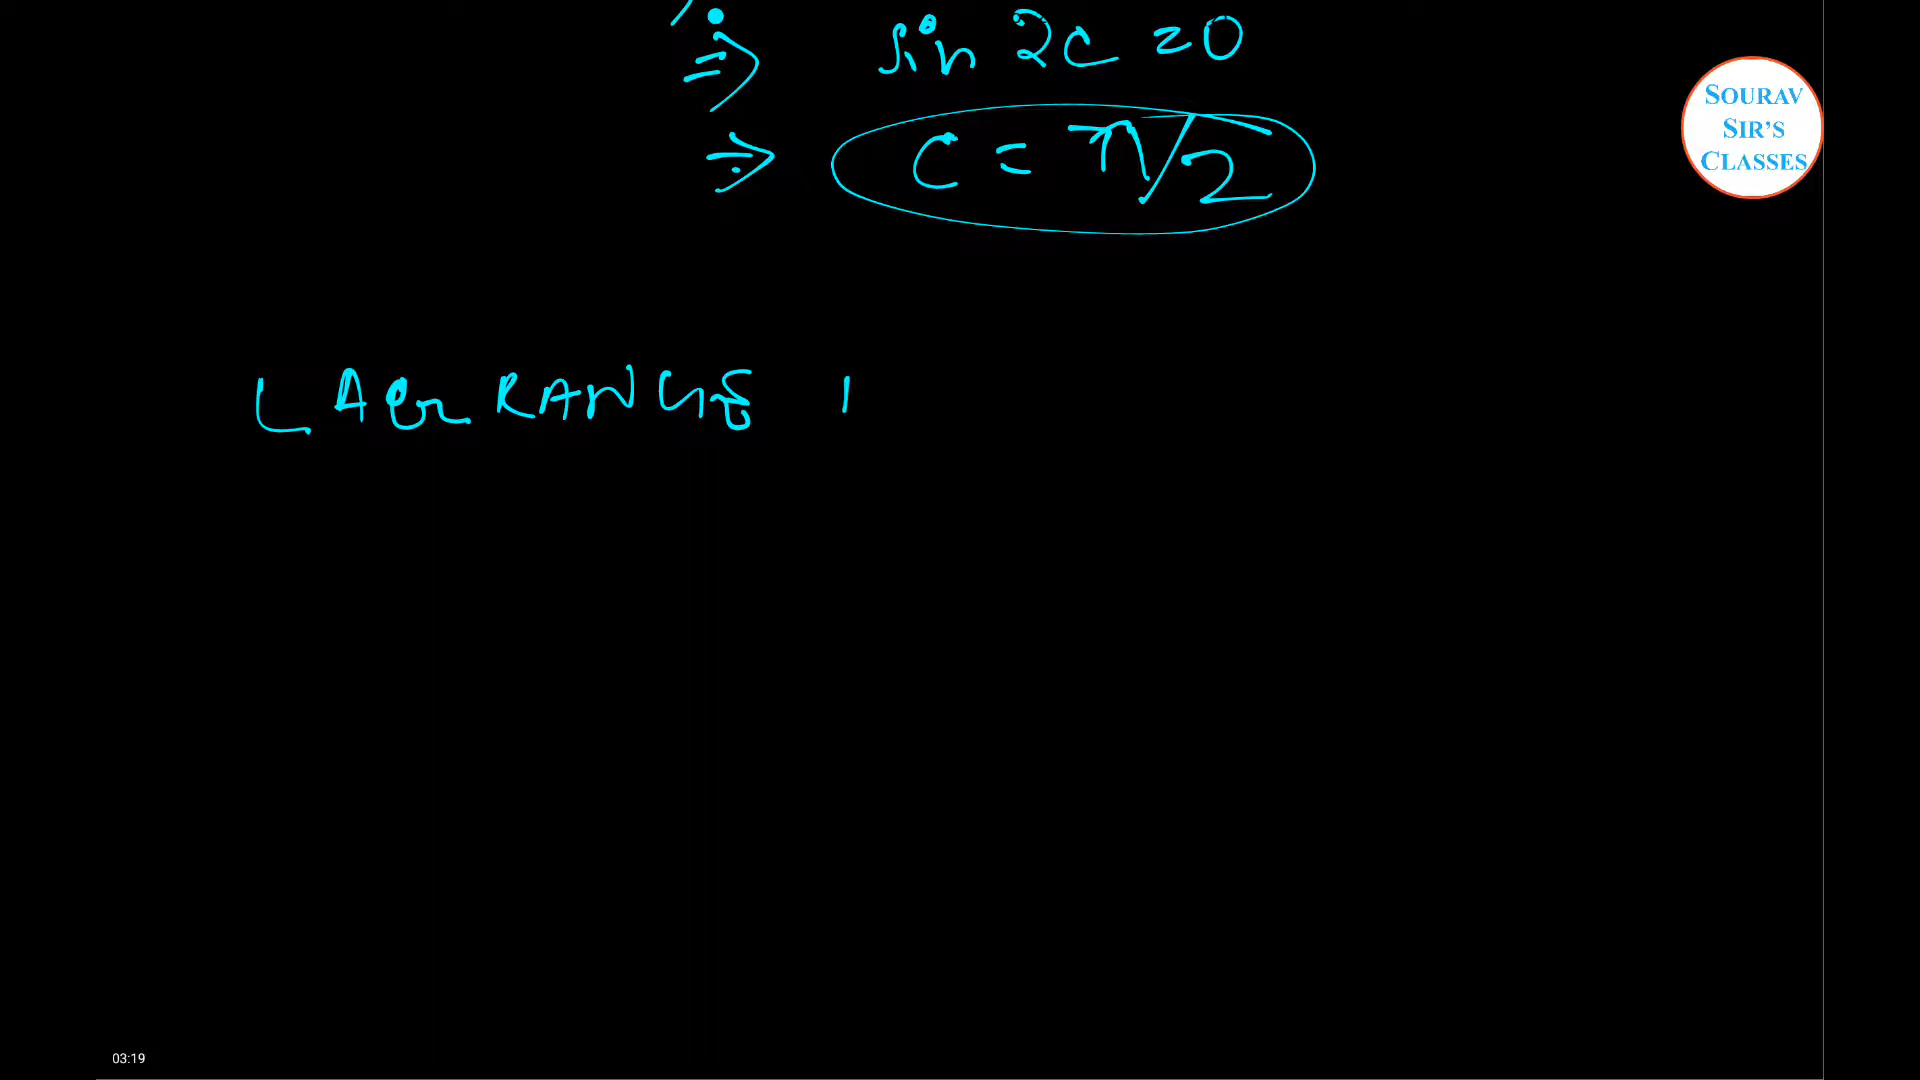 ⇒ sin 2c = 0
⇒ c = π/2
SOURAV
SIR'S
CLASSES
LAGRANGE
03:19